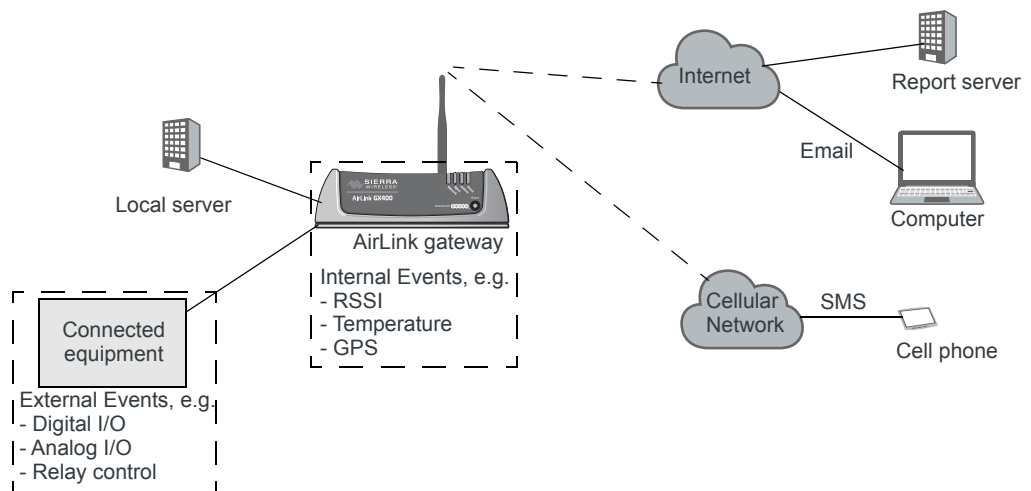 Internet
Report server
Email
Computer
Local server
SIERRA
WIRELESS
AirLink GX400
AirLink gateway
Internal Events, e.g.
- RSSI
- Temperature
- GPS
Cellular
Network
SMS
Cell phone
Connected
equipment
External Events, e.g.
- Digital I/O
- Analog I/O
- Relay control